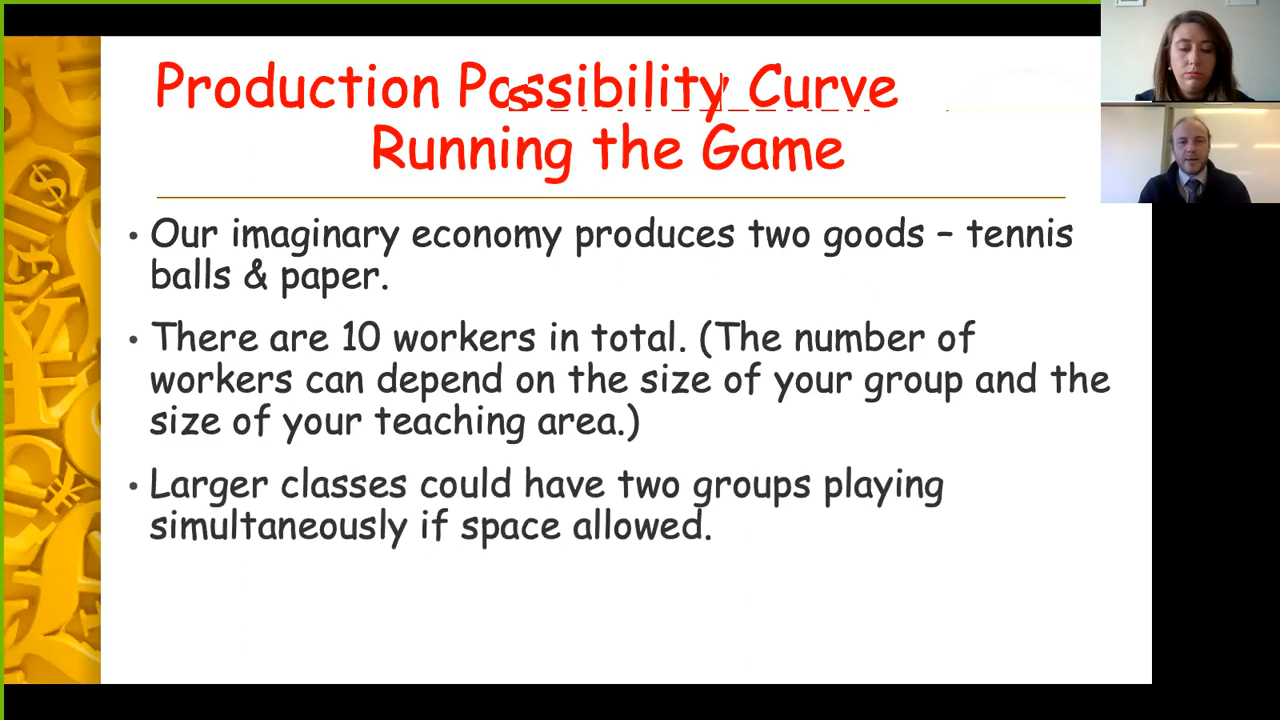 Production Possibility Curve
Running the Game
• Our imaginary economy produces two goods – tennis
balls & paper.
• There are 10 workers in total. (The number of
workers can depend on the size of your group and the
size of your teaching area.)
• Larger classes could have two groups playing
simultaneously if space allowed.